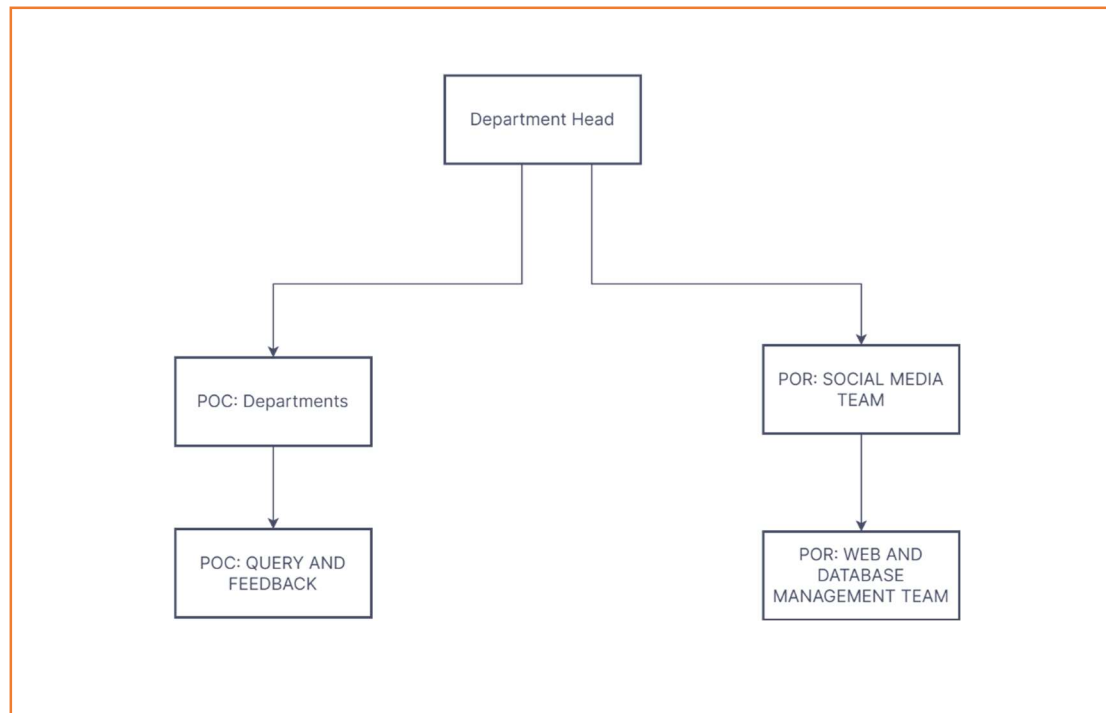 Department Head
POC: Departments
POR: SOCIAL MEDIA
TEAM
POC: QUERY AND
FEEDBACK
POR: WEB AND
DATABASE
MANAGEMENT TEAM